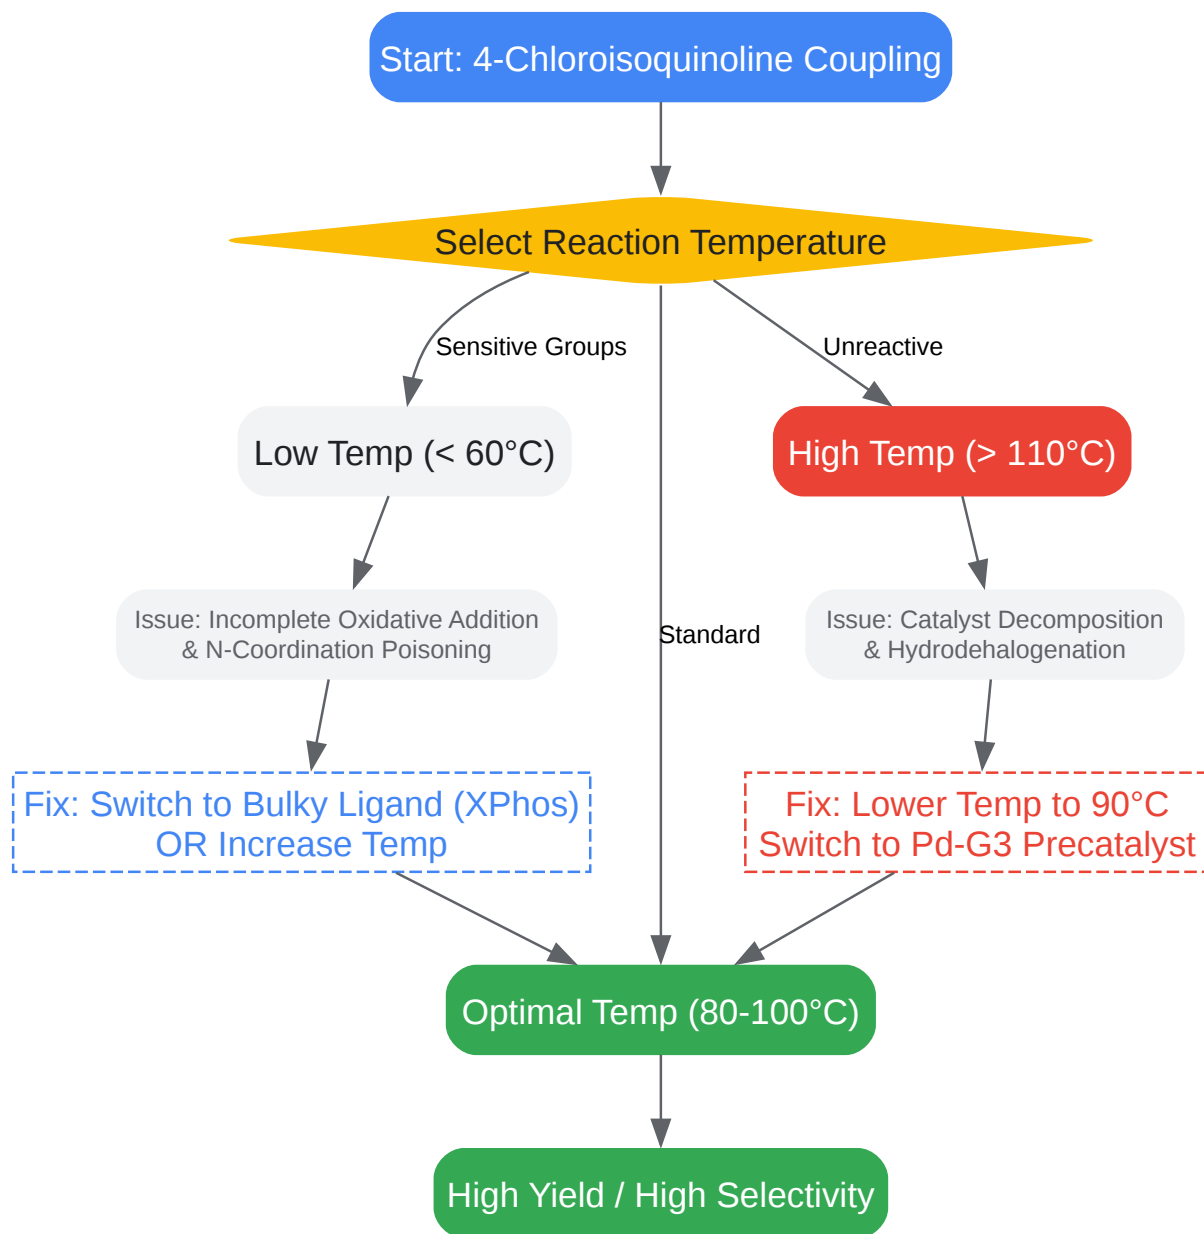 Start: 4-Chloroisoquinoline Coupling
Select Reaction Temperature
Sensitive Groups
Unreactive
Low Temp (< 60°C)
High Temp (> 110°C)
Issue: Incomplete Oxidative Addition
& N-Coordination Poisoning
Standard
Issue: Catalyst Decomposition
& Hydrodehalogenation
Fix: Switch to Bulky Ligand (XPhos)
OR Increase Temp
Fix: Lower Temp to 90°C
Switch to Pd-G3 Precatalyst
Optimal Temp (80-100°C)
High Yield / High Selectivity